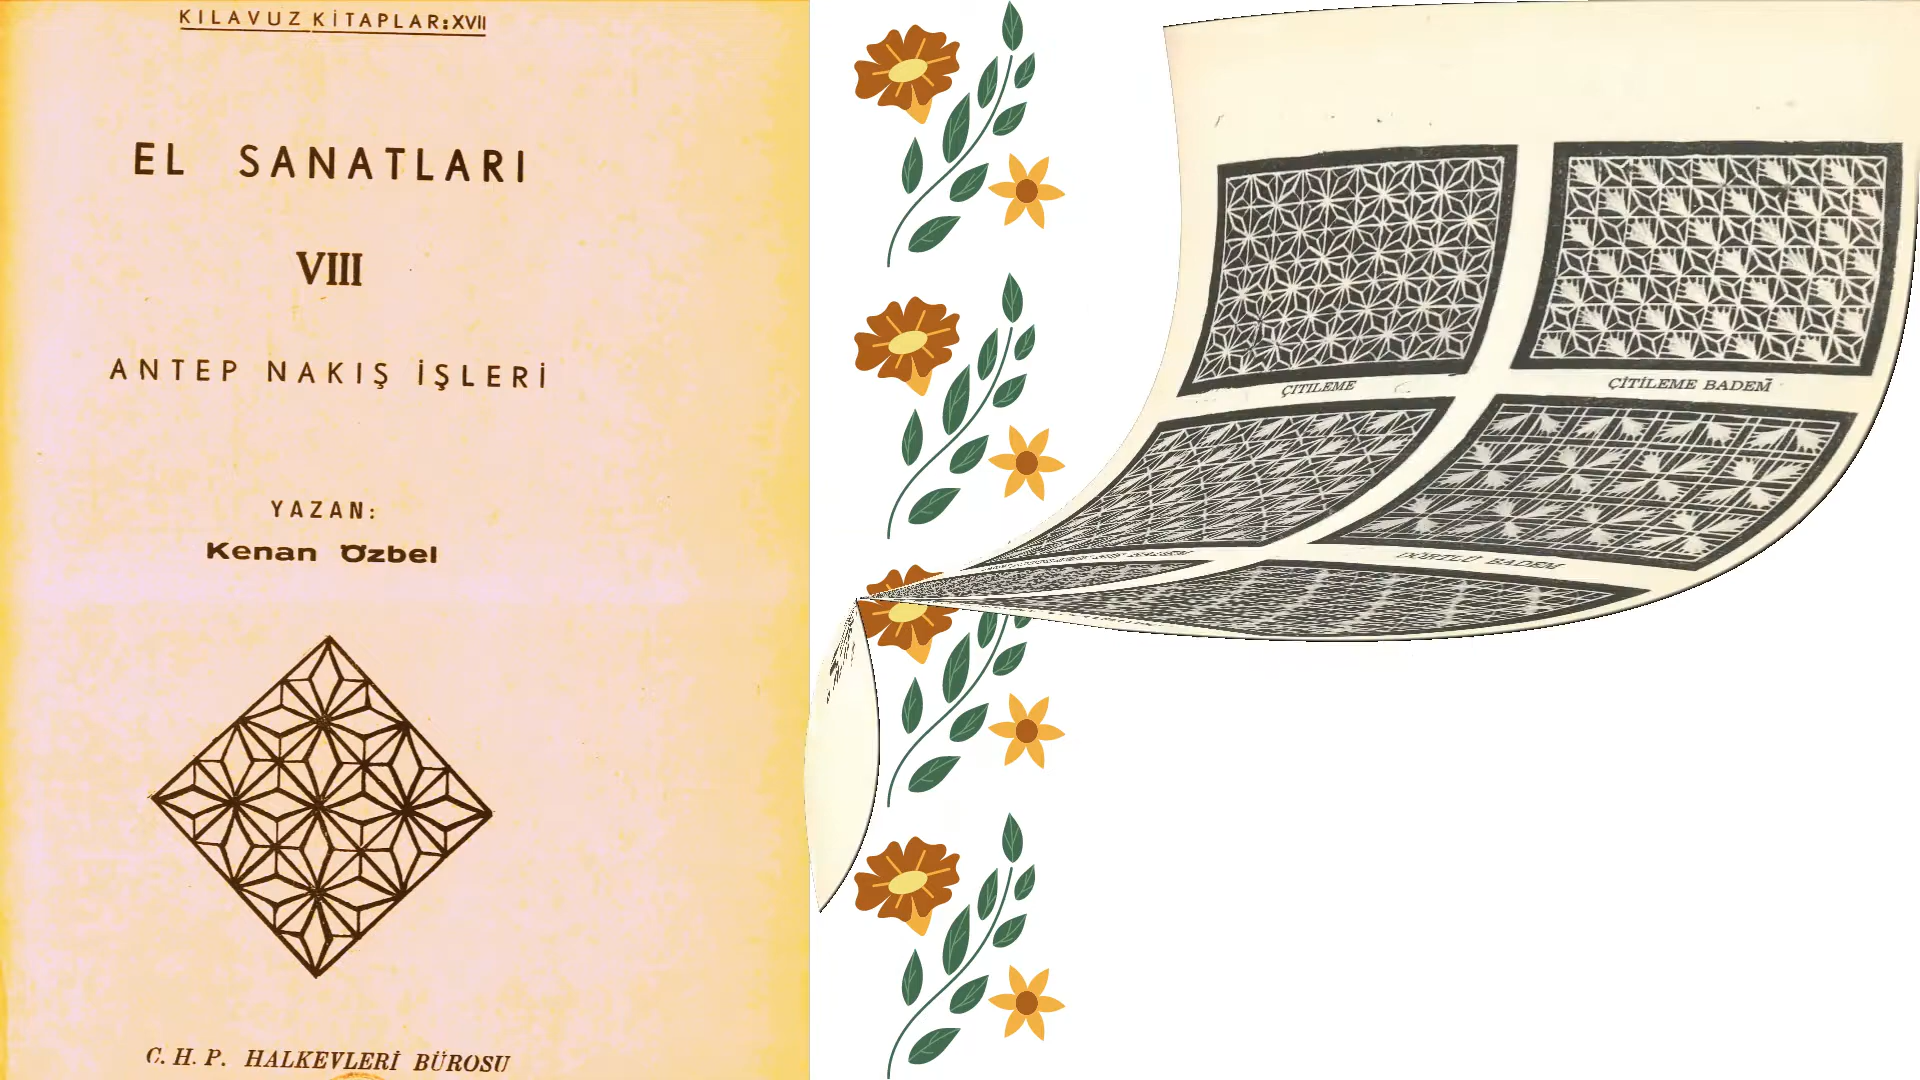 KILAVUZ KİTAPLAR:XVII
EL SANATLARI
VIII
ANTEP NAKIŞ İŞLERİ
YAZAN:
Kenan Özbel
C. H. P. HALKEVLERİ BÜROSU
ÇITILEME
ÇİTİLEME BADEM
BADEM